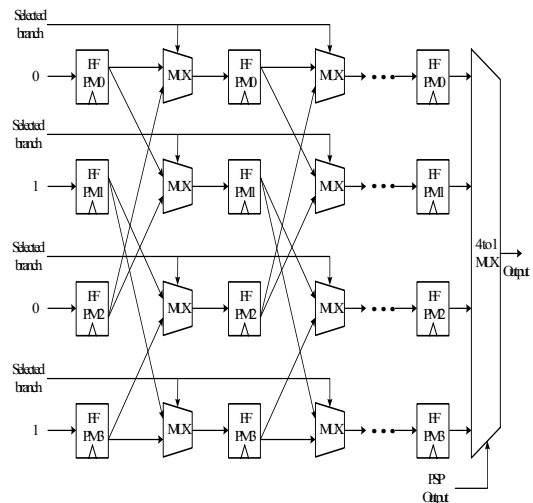 Selected
branch
0
FF
PM0
MUX
FF
PM0
MUX
FF
PM0
Selected
branch
1
FF
PM1
MUX
FF
PM1
MUX
FF
PM1
4 to 1
MUX
Output
Selected
branch
0
FF
PM2
MUX
FF
PM2
MUX
FF
PM2
Selected
branch
1
FF
PM3
MUX
FF
PM3
MUX
FF
PM3
PSP
Output